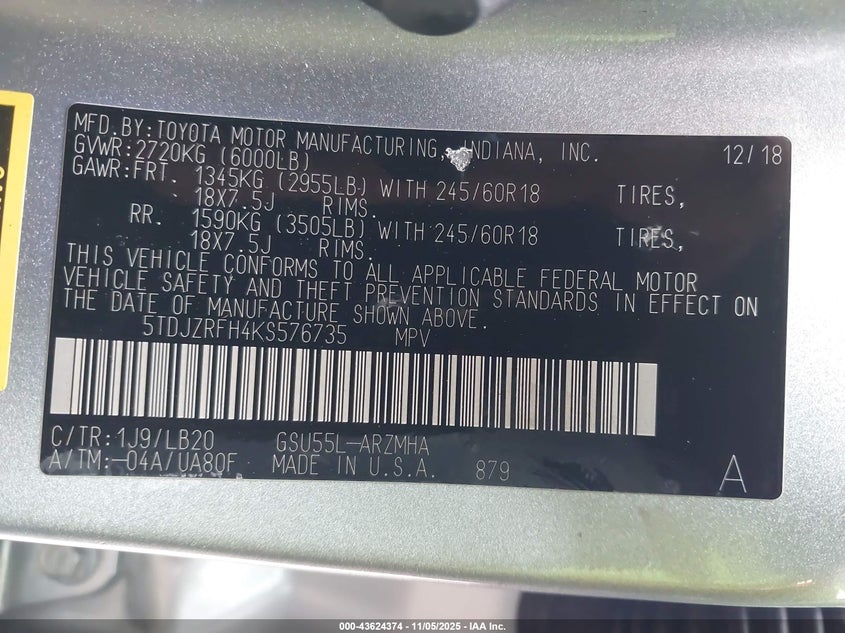 MFD.BY:TOYOTA MOTOR MANUFACTURING, INDIANA, INC. 12/18
GVWR:2720KG (6000LB)
GAWR:FRT. 1345KG (2955LB) WITH 245/60R18 TIRES,
18X7.5J RIMS.
RR. 1590KG (3505LB) WITH 245/60R18 TIRES,
18X7.5J RIMS.
THIS VEHICLE CONFORMS TO ALL APPLICABLE FEDERAL MOTOR
VEHICLE SAFETY AND THEFT PREVENTION STANDARDS IN EFFECT ON
THE DATE OF MANUFACTURE SHOWN ABOVE.
5TDJZRFH4KS576735 MPV
C/TR:1J9/LB20 GSU55L-ARZMHA
A/TM:-04A/UA80F MADE IN U.S.A. 879 A
000-43624374 - 11/05/2025 - IAA Inc.